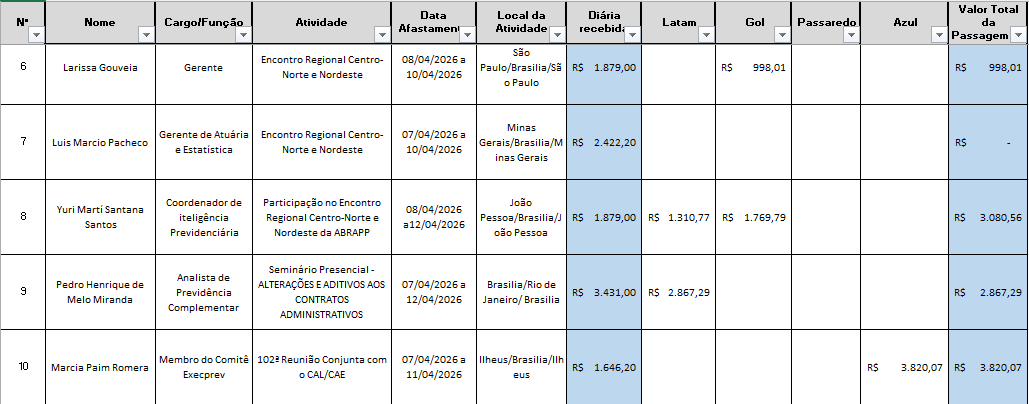 Nº Nome Cargo/Função Atividade Data Afastament Local da Atividade Diária recebida Latam Gol Passaredo Azul Valor Total da Passagem
6 Larissa Gouveia Gerente Encontro Regional Centro-Norte e Nordeste 08/04/2026 a 10/04/2026 São Paulo/Brasilia/São Paulo R$ 1.879,00 R$ 998,01 R$ 998,01
7 Luis Marcio Pacheco Gerente de Atuária e Estatística Encontro Regional Centro-Norte e Nordeste 07/04/2026 a 10/04/2026 Minas Gerais/Brasilia/Minas Gerais R$ 2.422,20 R$ -
8 Yuri Martí Santana Santos Coordenador de iteligência Previdenciária Participação no Encontro Regional Centro-Norte e Nordeste da ABRAPP 08/04/2026 a12/04/2026 João Pessoa/Brasilia/João Pessoa R$ 1.879,00 R$ 1.310,77 R$ 1.769,79 R$ 3.080,56
9 Pedro Henrique de Melo Miranda Analista de Previdência Complementar Seminário Presencial - ALTERAÇÕES E ADITIVOS AOS CONTRATOS ADMINISTRATIVOS 07/04/2026 a 12/04/2026 Brasilia/Rio de Janeiro/ Brasilia R$ 3.431,00 R$ 2.867,29 R$ 2.867,29
10 Marcia Paim Romera Membro do Comitê Execprev 102ª Reunião Conjunta com o CAL/CAE 07/04/2026 a 11/04/2026 Ilheus/Brasilia/Ilheus R$ 1.646,20 R$ 3.820,07 R$ 3.820,07